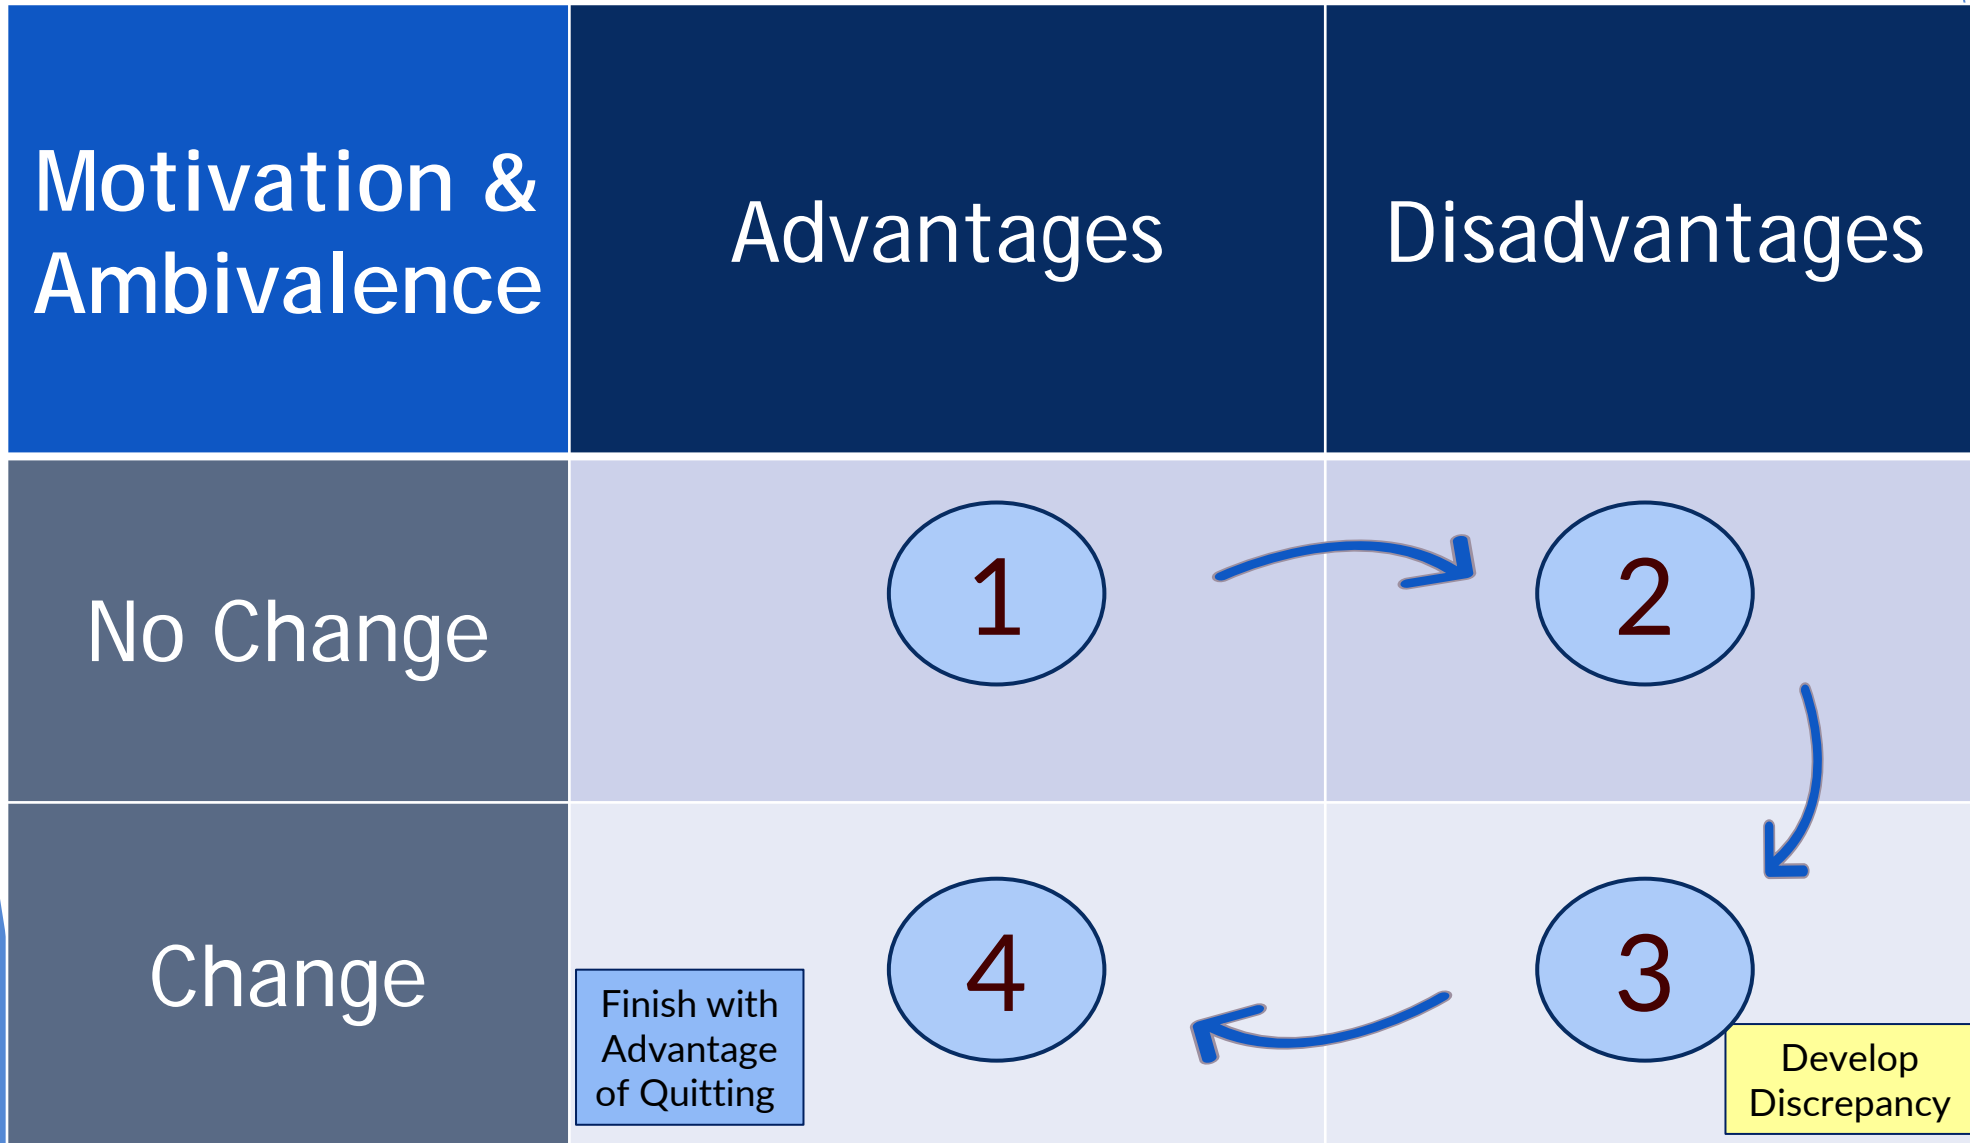 Motivation &
Ambivalence
Advantages
Disadvantages
No Change
1
2
Change
4
3
Finish with
Advantage
of Quitting
Develop
Discrepancy